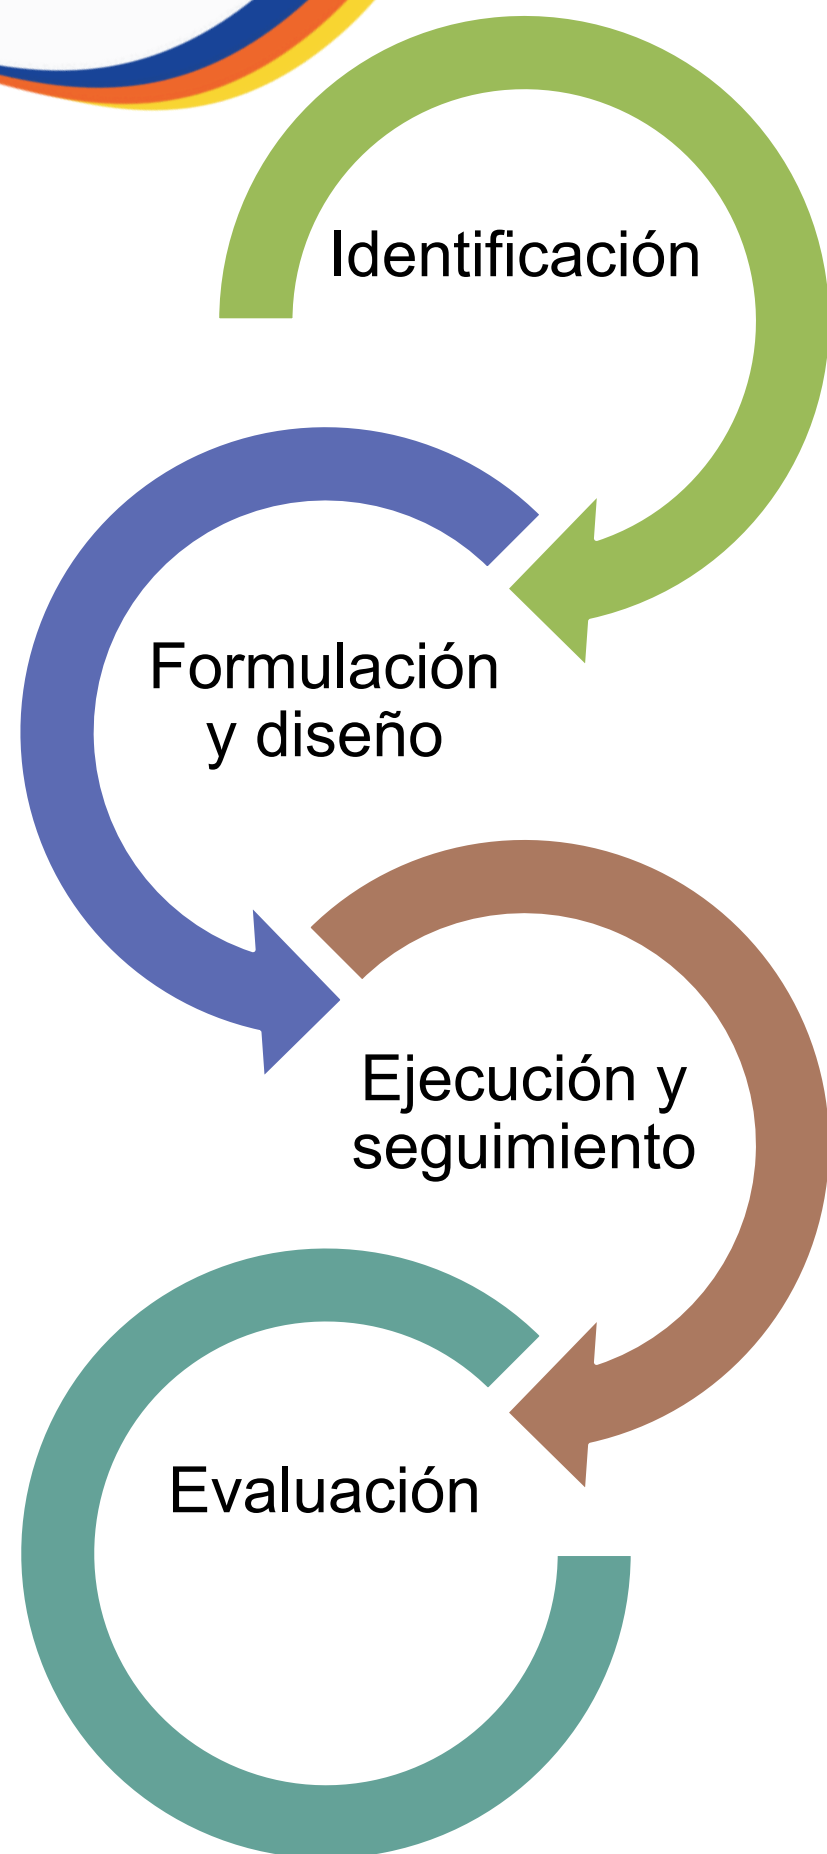 Identificación
Formulación
y diseño
Ejecución y
seguimiento
Evaluación